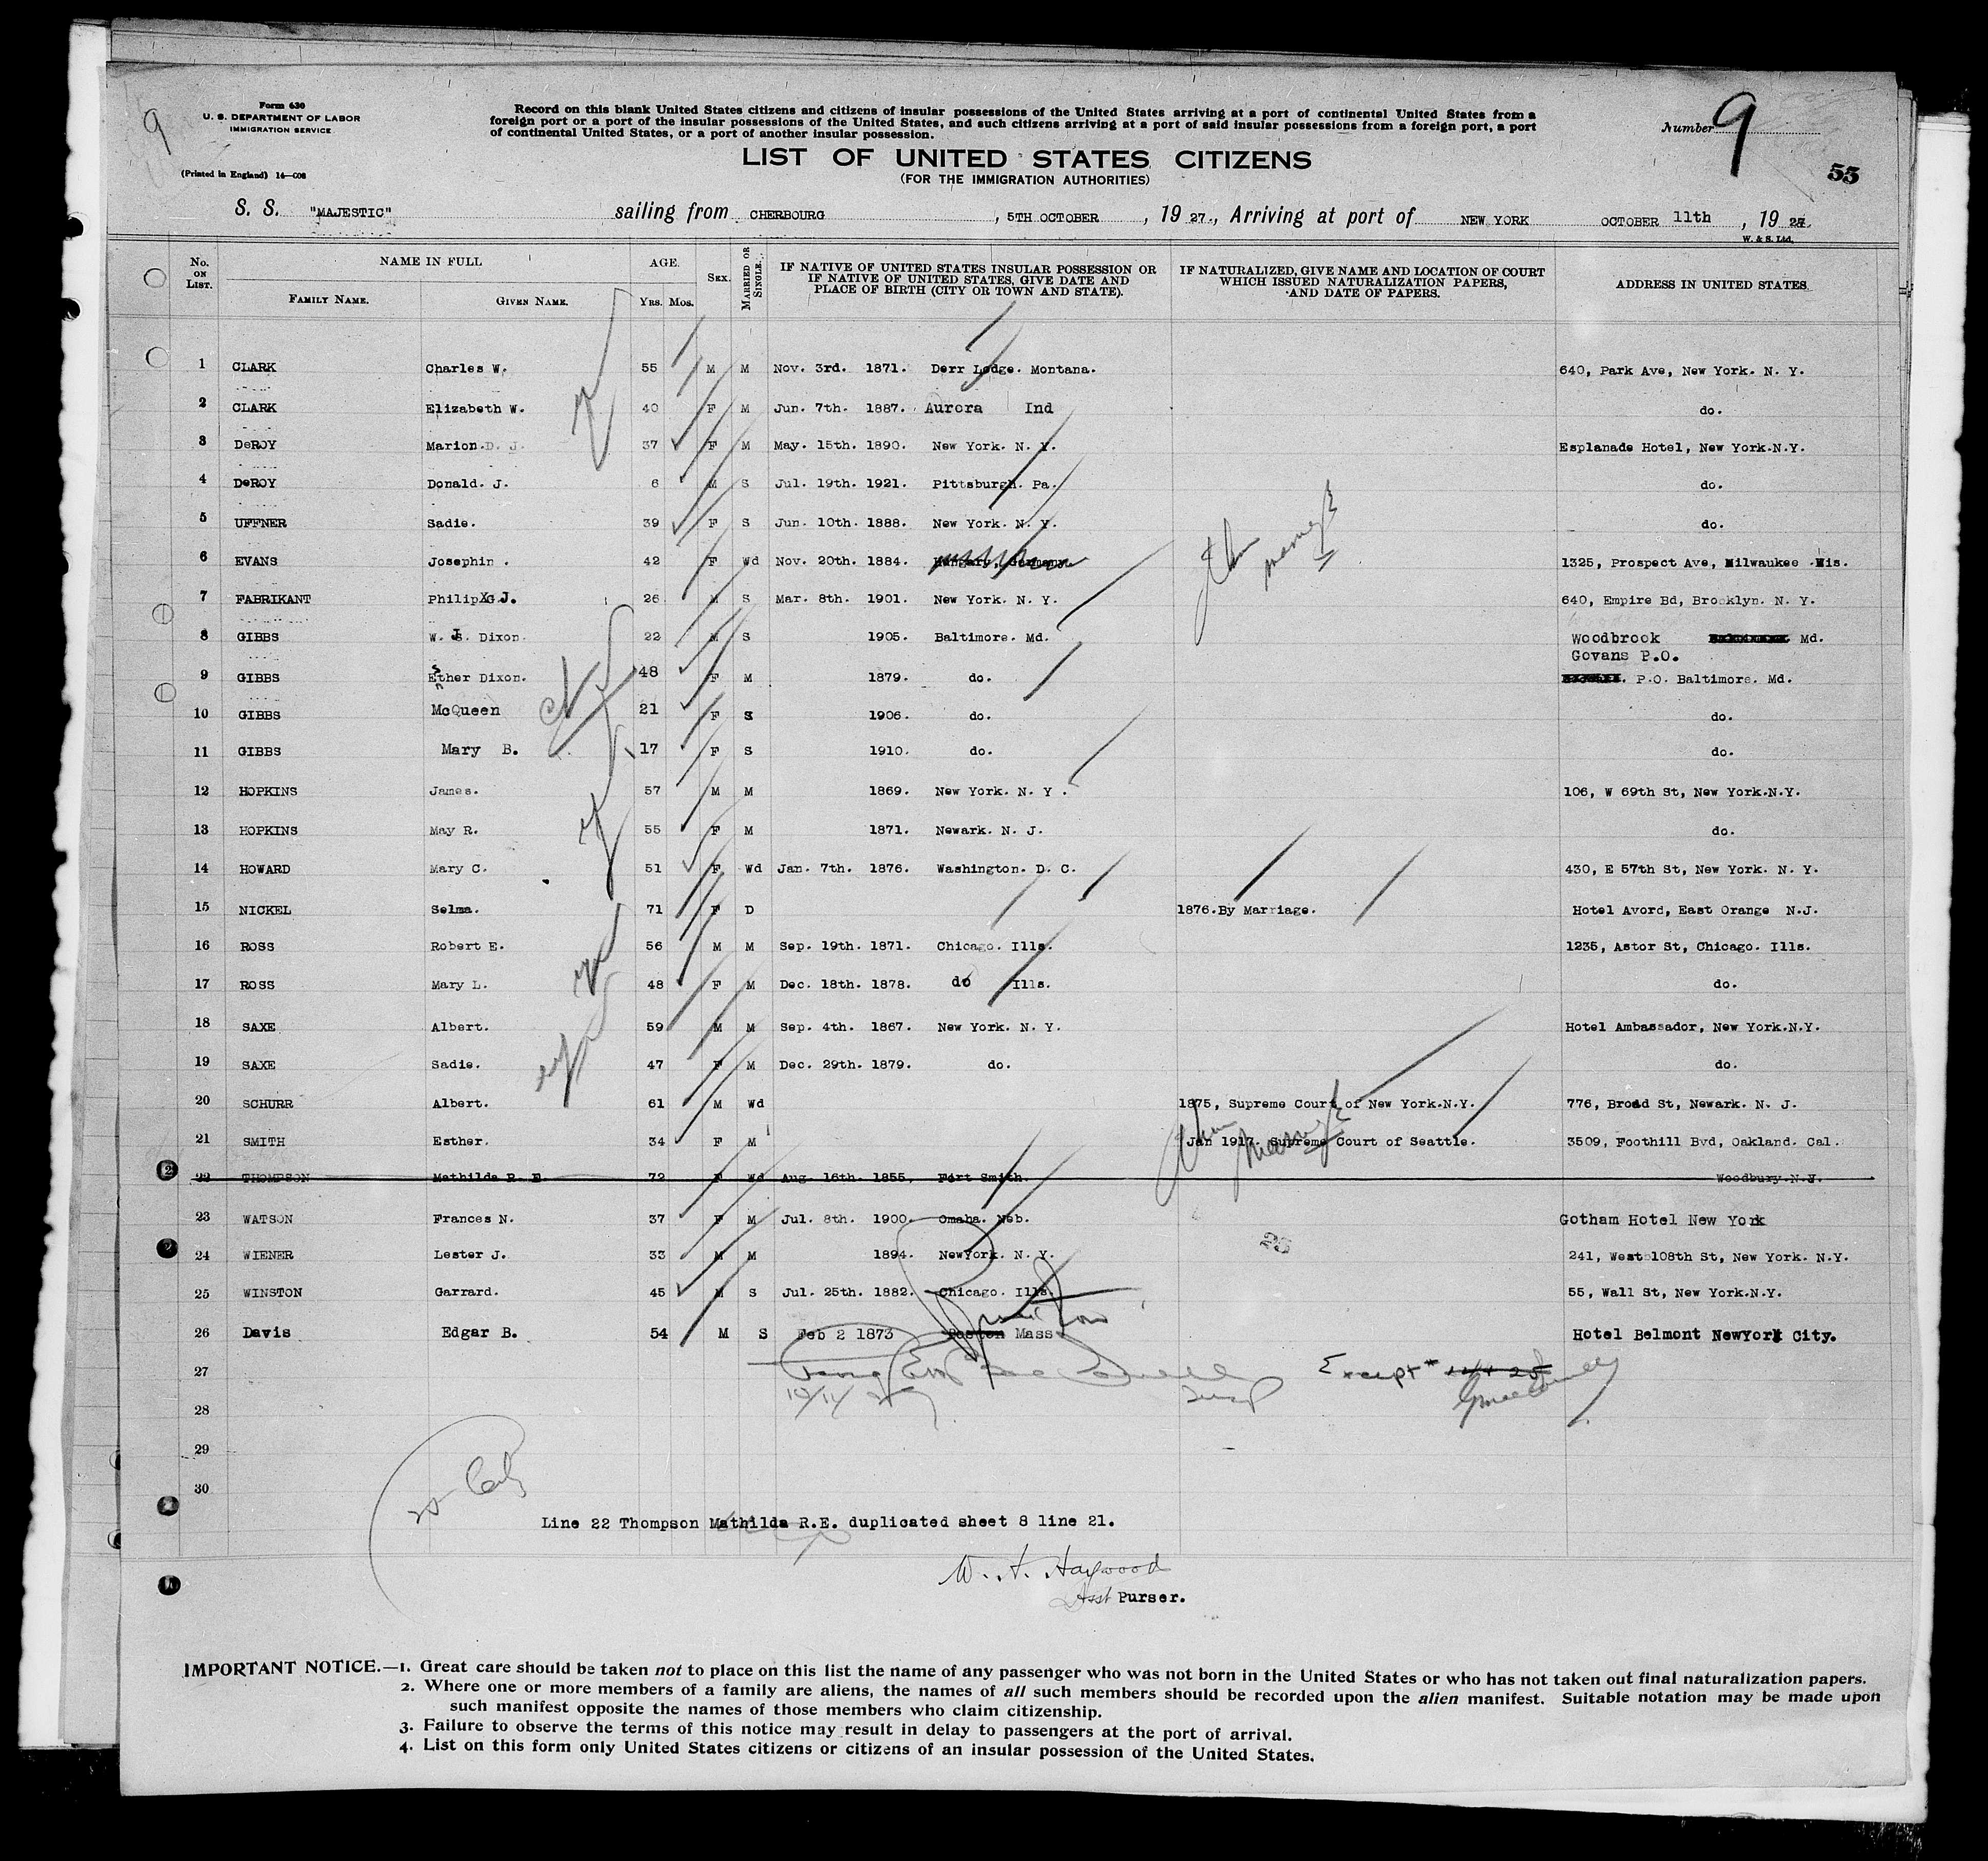 9
Form 630
U. S. DEPARTMENT OF LABOR
IMMIGRATION SERVICE
(Printed in England) 14—608
Record on this blank United States citizens and citizens of insular possessions of the United States arriving at a port of continental United States from a
foreign port or a port of the insular possessions of the United States, and such citizens arriving at a port of said insular possessions from a foreign port, a port
of continental United States, or a port of another insular possession.
Number 9
53
LIST OF UNITED STATES CITIZENS
(FOR THE IMMIGRATION AUTHORITIES)
S. S. "MAJESTIC" sailing from CHERBOURG, 5TH OCTOBER, 19 27., Arriving at port of NEW YORK OCTOBER 11th, 19 27.
W. & S. Ltd.
No. ON LIST. NAME IN FULL AGE. SEX. MARRIED OR SINGLE. IF NATIVE OF UNITED STATES INSULAR POSSESSION OR IF NATIVE OF UNITED STATES, GIVE DATE AND PLACE OF BIRTH (CITY OR TOWN AND STATE). IF NATURALIZED, GIVE NAME AND LOCATION OF COURT WHICH ISSUED NATURALIZATION PAPERS, AND DATE OF PAPERS. ADDRESS IN UNITED STATES
FAMILY NAME. GIVEN NAME. Yrs. Mos.
1 CLARK Charles W. 55 M M Nov. 3rd. 1871. Derr Lodge. Montana. 640, Park Ave, New York. N. Y.
2 CLARK Elizabeth W. 40 F M Jun. 7th. 1887. Aurora Ind do.
3 DeROY Marion D. J. 37 F M May. 15th. 1890. New York. N. Y. Esplanade Hotel, New York.N.Y.
4 DeROY Donald. J. 6 M S Jul. 19th. 1921. Pittsburgh. Pa. do.
5 UFFNER Sadie. 39 F S Jun. 10th. 1888. New York. N. Y. do.
6 EVANS Josephin . 42 F Wd Nov. 20th. 1884. Hungary, Germany. 1325, Prospect Ave, Milwaukee .Wis.
7 FABRIKANT Philip G.J. 26 M S Mar. 8th. 1901. New York. N. Y. 640, Empire Bd, Brooklyn. N. Y.
8 GIBBS W. J. Dixon. 22 M S 1905. Baltimore. Md. Woodbrook Md.
Govans P.O.
9 GIBBS Esther Dixon. 48 F M 1879. do. P.O. Baltimore. Md.
10 GIBBS McQueen 21 F S 1906. do. do.
11 GIBBS Mary B. 17 F S 1910. do. do.
12 HOPKINS James. 57 M M 1869. New York. N. Y . 106, W 69th St, New York.N.Y.
13 HOPKINS May R. 55 F M 1871. Newark. N. J. do.
14 HOWARD Mary C. 51 F Wd Jan. 7th. 1876. Washington. D. C. 430, E 57th St, New York. N. Y.
15 NICKEL Selma. 71 F D 1876.By Marriage. Hotel Avord, East Orange N.J.
16 ROSS Robert E. 56 M M Sep. 19th. 1871. Chicago. Ills. 1235, Astor St, Chicago. Ills.
17 ROSS Mary L. 48 F M Dec. 18th. 1878. do Ills. do.
18 SAXE Albert. 59 M M Sep. 4th. 1867. New York. N. Y. Hotel Ambassador, New York.N.Y.
19 SAXE Sadie. 47 F M Dec. 29th. 1879. do. do.
20 SCHURR Albert. 61 M Wd 1875, Supreme Court of New York.N.Y. 776, Broad St, Newark. N. J.
21 SMITH Esther. 34 F M Jan 1917. Supreme Court of Seattle. 3509, Foothill Bvd, Oakland. Cal.
22 THOMPSON Mathilda R. E. 72 F Wd Aug. 16th. 1855, Fort Smith. Woodbury.N.J.
23 WATSON Frances N. 37 F M Jul. 8th. 1900. Omaha. Neb. Gotham Hotel New York
24 WIENER Lester J. 33 M M 1894. NewYork. N. Y. 241, West 108th St, New York. N.Y.
25
25 WINSTON Garrard. 45 M S Jul. 25th. 1882. Chicago. Ills. 55, Wall St, New York.N.Y.
26 Davis Edgar B. 54 M S Feb 2 1873 Boston Mass Hotel Belmont NewYork City.
27 Except
28
29
30
Line 22 Thompson Mathilda R.E. duplicated sheet 8 line 21.
W. A. Haywood
Asst Purser.
IMPORTANT NOTICE.—1. Great care should be taken not to place on this list the name of any passenger who was not born in the United States or who has not taken out final naturalization papers.
2. Where one or more members of a family are aliens, the names of all such members should be recorded upon the alien manifest. Suitable notation may be made upon
such manifest opposite the names of those members who claim citizenship.
3. Failure to observe the terms of this notice may result in delay to passengers at the port of arrival.
4. List on this form only United States citizens or citizens of an insular possession of the United States.